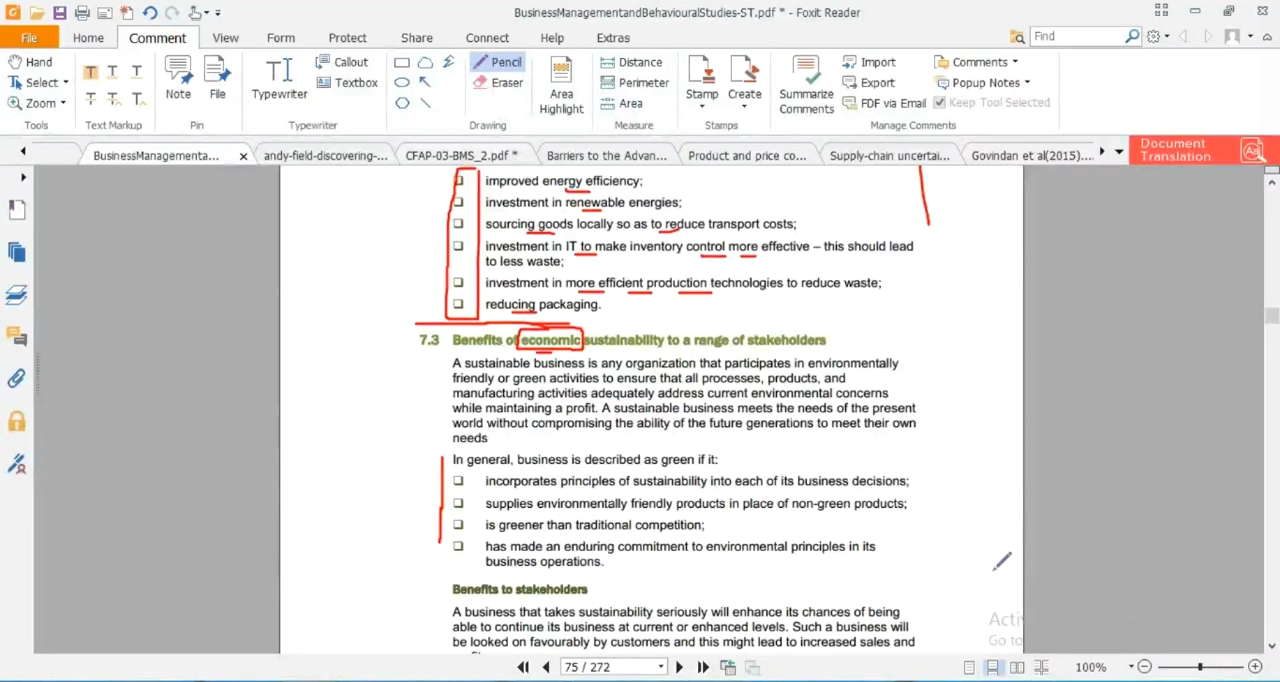 BusinessManagementandBehaviouralStudies-ST.pdf * - Foxit Reader
File Home Comment View Form Protect Share Connect Help Extras Find
Hand
Select
Zoom
Tools
T T T
T T T
Text Markup
Note File
Pin
Typewriter
Callout
Textbox
Typewriter
Pencil
Eraser
Area Highlight
Drawing
Distance
Perimeter
Area
Measure
Stamp Create
Stamps
Summarize Comments
Import
Export
FDF via Email
Comments
Popup Notes
Keep Tool Selected
Manage Comments
BusinessManagementa... andy-field-discovering-... CFAP-03-BMS_2.pdf * Barriers to the Advan... Product and price co... Supply-chain uncertai... Govindan et al(2015)....
Document
Translation
improved energy efficiency;
investment in renewable energies;
sourcing goods locally so as to reduce transport costs;
investment in IT to make inventory control more effective – this should lead
to less waste;
investment in more efficient production technologies to reduce waste;
reducing packaging.
7.3 Benefits of economic sustainability to a range of stakeholders
A sustainable business is any organization that participates in environmentally
friendly or green activities to ensure that all processes, products, and
manufacturing activities adequately address current environmental concerns
while maintaining a profit. A sustainable business meets the needs of the present
world without compromising the ability of the future generations to meet their own
needs
In general, business is described as green if it:
incorporates principles of sustainability into each of its business decisions;
supplies environmentally friendly products in place of non-green products;
is greener than traditional competition;
has made an enduring commitment to environmental principles in its
business operations.
Benefits to stakeholders
A business that takes sustainability seriously will enhance its chances of being
able to continue its business at current or enhanced levels. Such a business will
be looked on favourably by customers and this might lead to increased sales and
Go to
75 / 272
100%